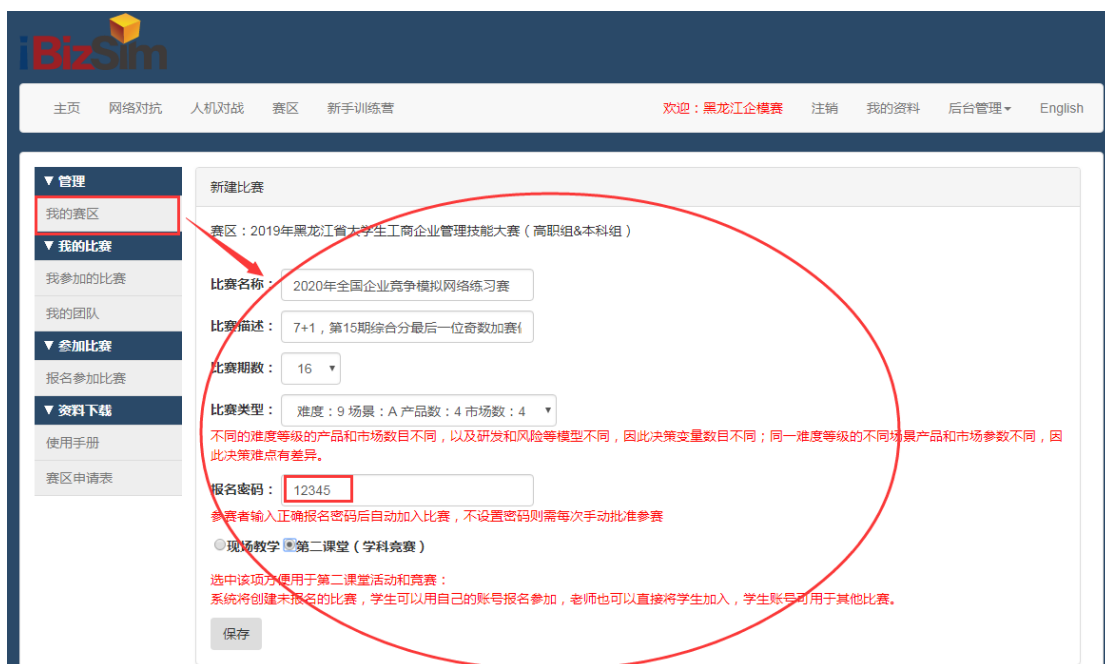 iBizSim
主页 网络对抗 人机对战 赛区 新手训练营 欢迎：黑龙江企模赛 注销 我的资料 后台管理 English
▼ 管理
我的赛区
▼ 我的比赛
我参加的比赛
我的团队
▼ 参加比赛
报名参加比赛
▼ 资料下载
使用手册
赛区申请表
新建比赛
赛区：2019年黑龙江省大学生工商企业管理技能大赛（高职组&本科组）
比赛名称： 2020年全国企业竞争模拟网络练习赛
比赛描述： 7+1，第15期综合分最后一位奇数加赛
比赛期数： 16
比赛类型： 难度：9 场景：A 产品数：4 市场数：4
不同的难度等级的产品和市场数目不同，以及研发和风险等模型不同，因此决策变量数目不同；同一难度等级的不同场景产品和市场参数不同，因
此决策难点有差异。
报名密码： 12345
参赛者输入正确报名密码后自动加入比赛，不设置密码则需每次手动批准参赛
现场教学 第二课堂（学科竞赛）
选中该项方便用于第二课堂活动和竞赛：
系统将创建未报名的比赛，学生可以用自己的账号报名参加，老师也可以直接将学生加入，学生账号可用于其他比赛。
保存